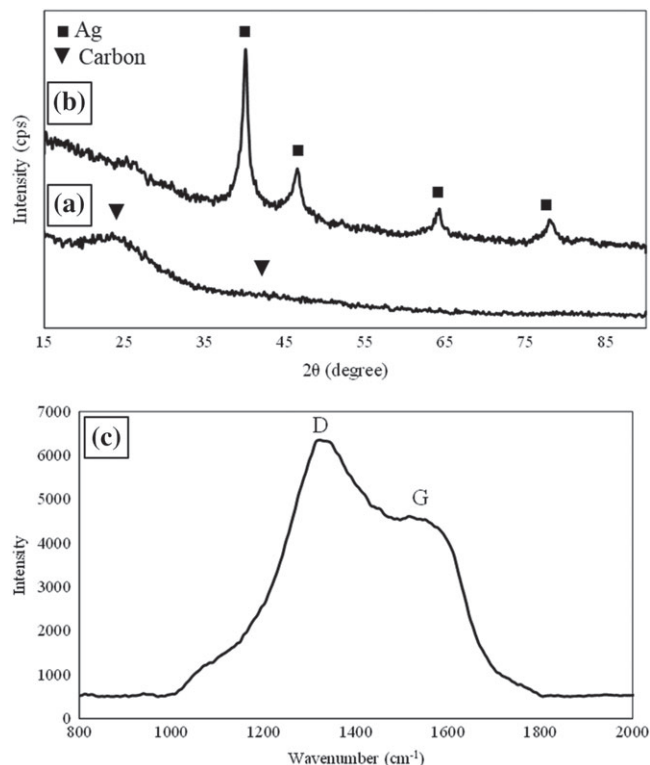 ■ Ag
▼ Carbon
(b)
(a)
Intensity (cps)
15 25 35 45 55 65 75 85
2θ (degree)
(c)
D
G
7000
6000
5000
4000
3000
2000
1000
0
Intensity
800 1000 1200 1400 1600 1800 2000
Wavenumber (cm-1)